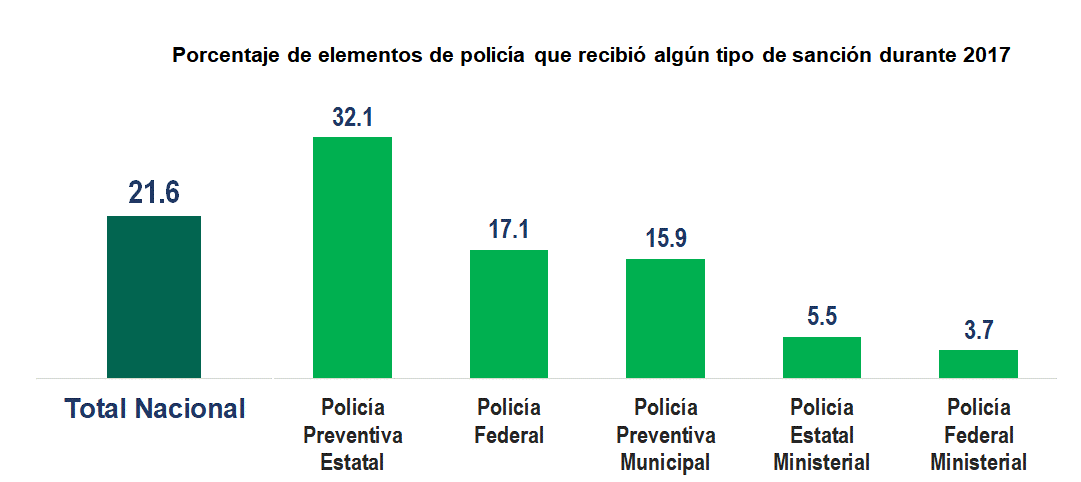 Porcentaje de elementos de policía que recibió algún tipo de sanción durante 2017
21.6
32.1
17.1
15.9
5.5
3.7
Total Nacional
Policía
Preventiva
Estatal
Policía
Federal
Policía
Preventiva
Municipal
Policía
Estatal
Ministerial
Policía
Federal
Ministerial